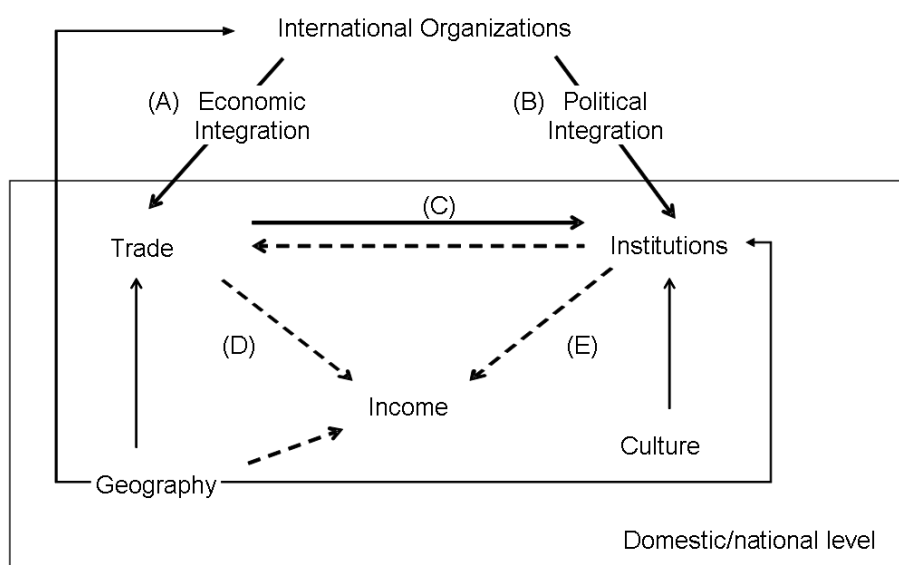 International Organizations
(A) Economic
Integration
(B) Political
Integration
(C)
Trade
Institutions
(D)
(E)
Income
Culture
Geography
Domestic/national level